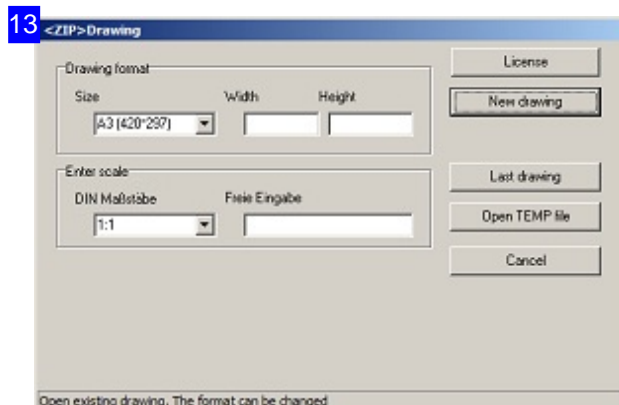 13
<ZIP>Drawing
Drawing format
Size Width Height
A3 (420*297)
License
New drawing
Enter scale
DIN Maßstäbe Freie Eingabe
1:1
Last drawing
Open TEMP file
Cancel
Open existing drawing. The format can be changed